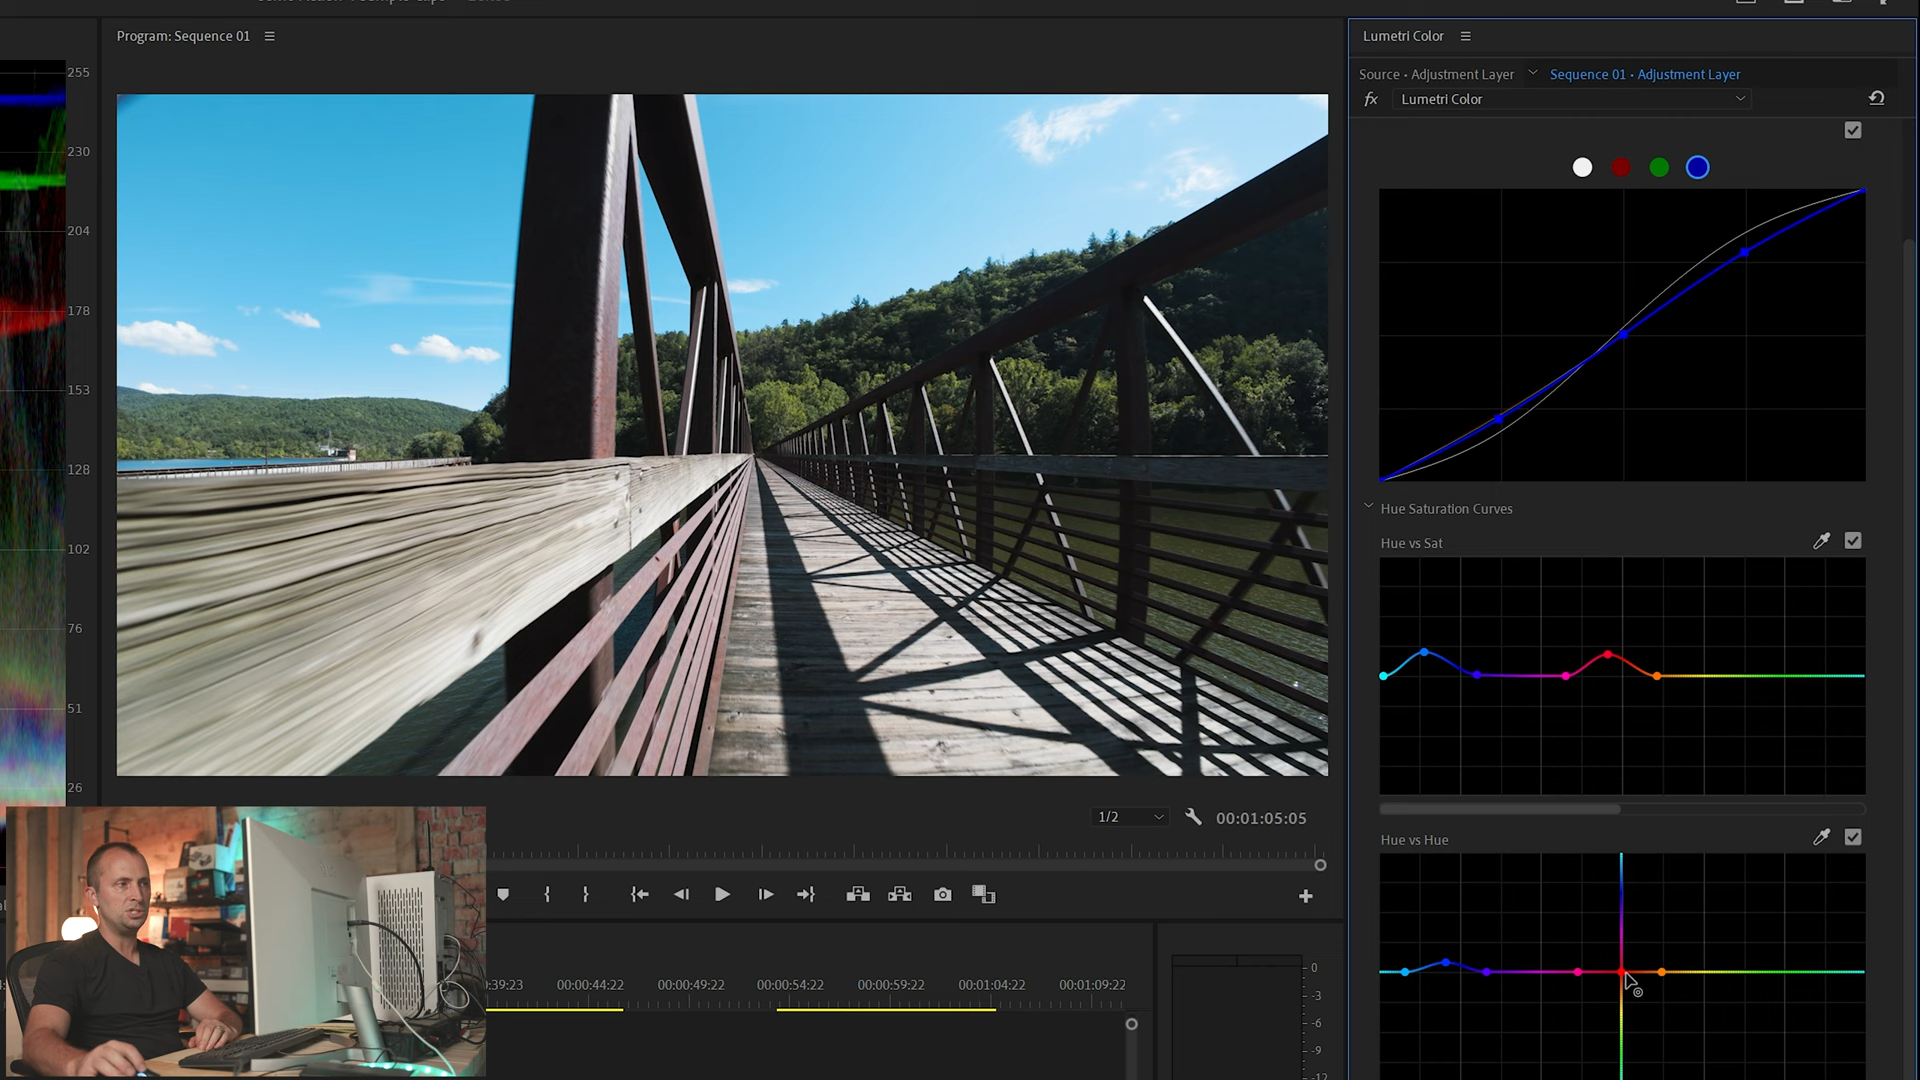 Program: Sequence 01
Lumetri Color
Source • Adjustment Layer
Sequence 01 • Adjustment Layer
fx
Lumetri Color
255
230
204
178
153
128
102
76
51
26
Hue Saturation Curves
Hue vs Sat
Hue vs Hue
1/2
00:01:05:05
:39:23
00:00:44:22
00:00:49:22
00:00:54:22
00:00:59:22
00:01:04:22
00:01:09:22
0
-3
-6
-9
-12